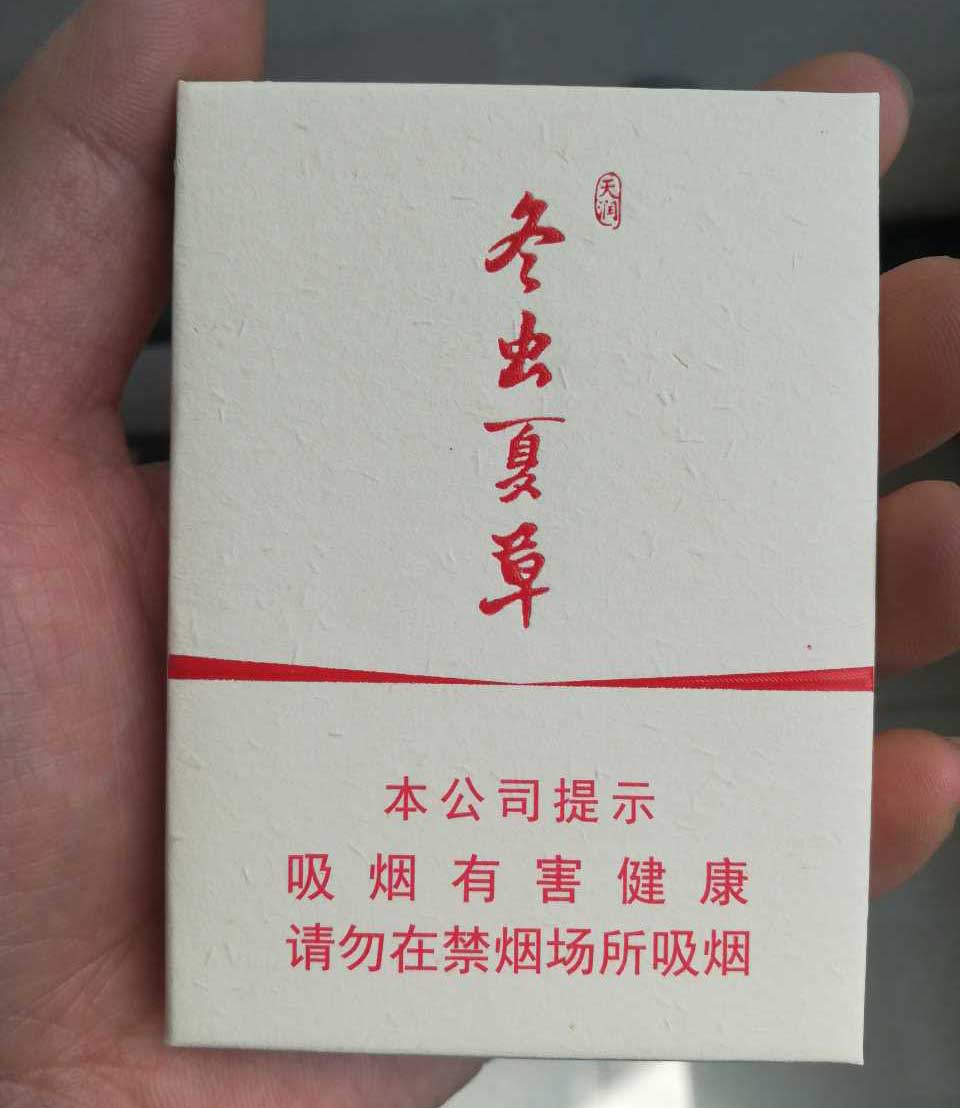 天润
冬虫夏草
本公司提示
吸烟有害健康
请勿在禁烟场所吸烟